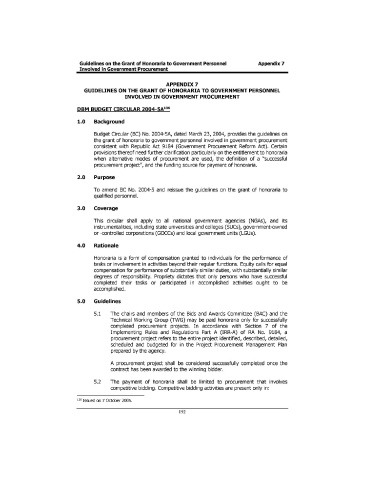 Guidelines on the Grant of Honoraria to Government Personnel Appendix 7
Involved in Government Procurement
APPENDIX 7
GUIDELINES ON THE GRANT OF HONORARIA TO GOVERNMENT PERSONNEL
INVOLVED IN GOVERNMENT PROCUREMENT
DBM BUDGET CIRCULAR 2004-5A
1.0 Background
Budget Circular (BC) No. 2004-5A, dated March 23, 2004, provides the guidelines on
the grant of honoraria to government personnel involved in government procurement
consistent with Republic Act 9184 (Government Procurement Reform Act). Certain
provisions thereof need further clarification particularly on the entitlement to honoraria
when alternative modes of procurement are used, the definition of a "successful
procurement project", and the funding source for payment of honoraria.
2.0 Purpose
To amend BC No. 2004-5 and reissue the guidelines on the grant of honoraria to
qualified personnel.
3.0 Coverage
This circular shall apply to all national government agencies (NGAs), and its
instrumentalities, including state universities and colleges (SUCs), government-owned
or -controlled corporations (GOCCs) and local government units (LGUs).
4.0 Rationale
Honoraria is a form of compensation granted to individuals for the performance of
tasks or involvement in activities beyond their regular functions. Equity calls for equal
compensation for performance of substantially similar duties, with substantially similar
degrees of responsibility. Propriety dictates that only persons who have successful
completed their tasks or participated in accomplished activities ought to be
accomplished.
5.0 Guidelines
5.1 The chairs and members of the Bids and Awards Committee (BAC) and the
Technical Working Group (TWG) may be paid honoraria only for successfully
completed procurement projects. In accordance with Section 7 of the
Implementing Rules and Regulations Part A (IRR-A) of RA No. 9184, a
procurement project refers to the entire project identified, described, detailed,
scheduled and budgeted for in the Project Procurement Management Plan
prepared by the agency.
A procurement project shall be considered successfully completed once the
contract has been awarded to the winning bidder.
5.2 The payment of honoraria shall be limited to procurement that involves
competitive bidding. Competitive bidding activities are present only in:
Issued on 7 October 2005.